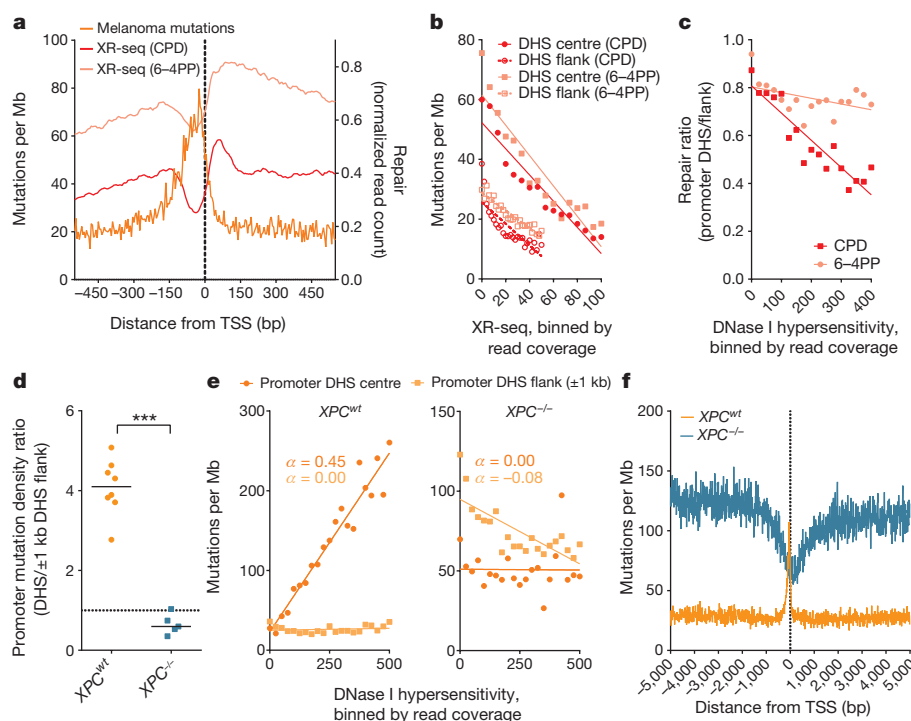 a
Melanoma mutations
XR-seq (CPD)
XR-seq (6–4PP)
Mutations per Mb
100
80
60
40
20
0
0.8
0.6
0.4
0.2
0.0
Repair
(normalized read count)
−450
−300
−150
0
150
300
450
Distance from TSS (bp)
b
DHS centre (CPD)
DHS flank (CPD)
DHS centre (6–4PP)
DHS flank (6–4PP)
Mutations per Mb
80
60
40
20
0
0
20
40
60
80
100
XR-seq, binned by
read coverage
c
Repair ratio
(promoter DHS/flank)
1.0
0.8
0.6
0.4
0.2
0.0
CPD
6–4PP
0
100
200
300
400
DNase I hypersensitivity,
binned by read coverage
d
Promoter mutation density ratio
(DHS/±1 kb DHS flank)
6
4
2
0
***
XPCwt
XPC−/−
e
Promoter DHS centre
Promoter DHS flank (±1 kb)
XPCwt
XPC−/−
Mutations per Mb
300
200
100
0
α = 0.45
α = 0.00
0
250
500
150
100
50
0
α = 0.00
α = −0.08
0
250
500
DNase I hypersensitivity,
binned by read coverage
f
XPCwt
XPC−/−
Mutations per Mb
200
150
100
50
0
−5,000
−4,000
−3,000
−2,000
−1,000
0
1,000
2,000
3,000
4,000
5,000
Distance from TSS (bp)